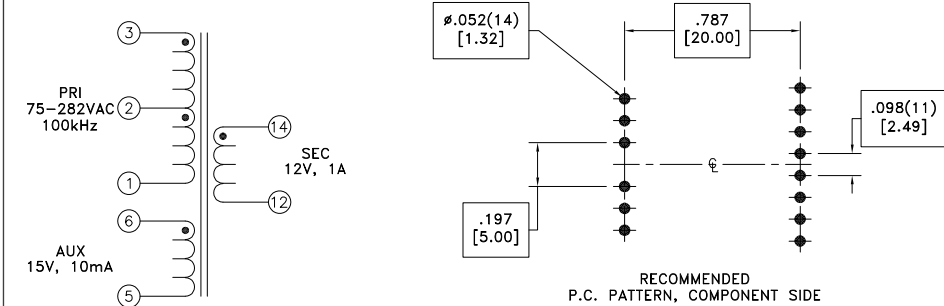 3
PRI
75-282VAC
100kHz
2
1
14
SEC
12V, 1A
12
6
AUX
15V, 10mA
5
ø.052(14)
[1.32]
.787
[20.00]
.098(11)
[2.49]
℄
.197
[5.00]
RECOMMENDED
P.C. PATTERN, COMPONENT SIDE